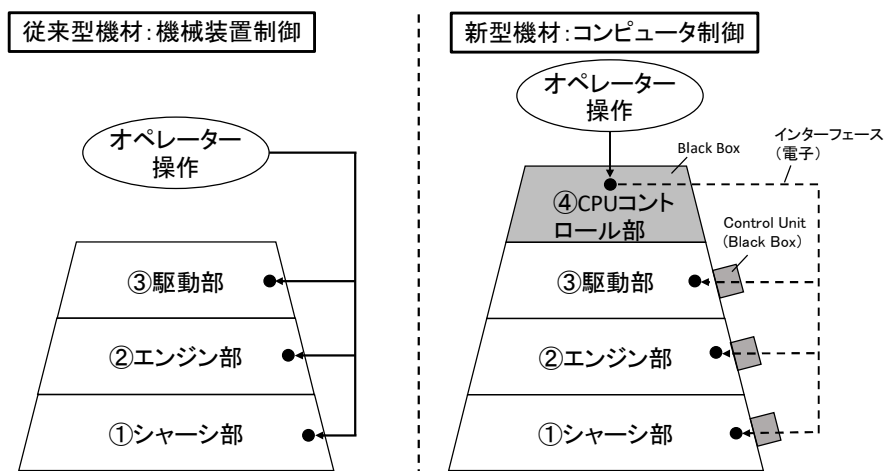 従来型機材：機械装置制御
オペレーター
操作
③駆動部
②エンジン部
①シャーシ部
新型機材：コンピュータ制御
オペレーター
操作
Black Box
インターフェース
（電子）
④CPUコント
ロール部
Control Unit
(Black Box)
③駆動部
②エンジン部
①シャーシ部